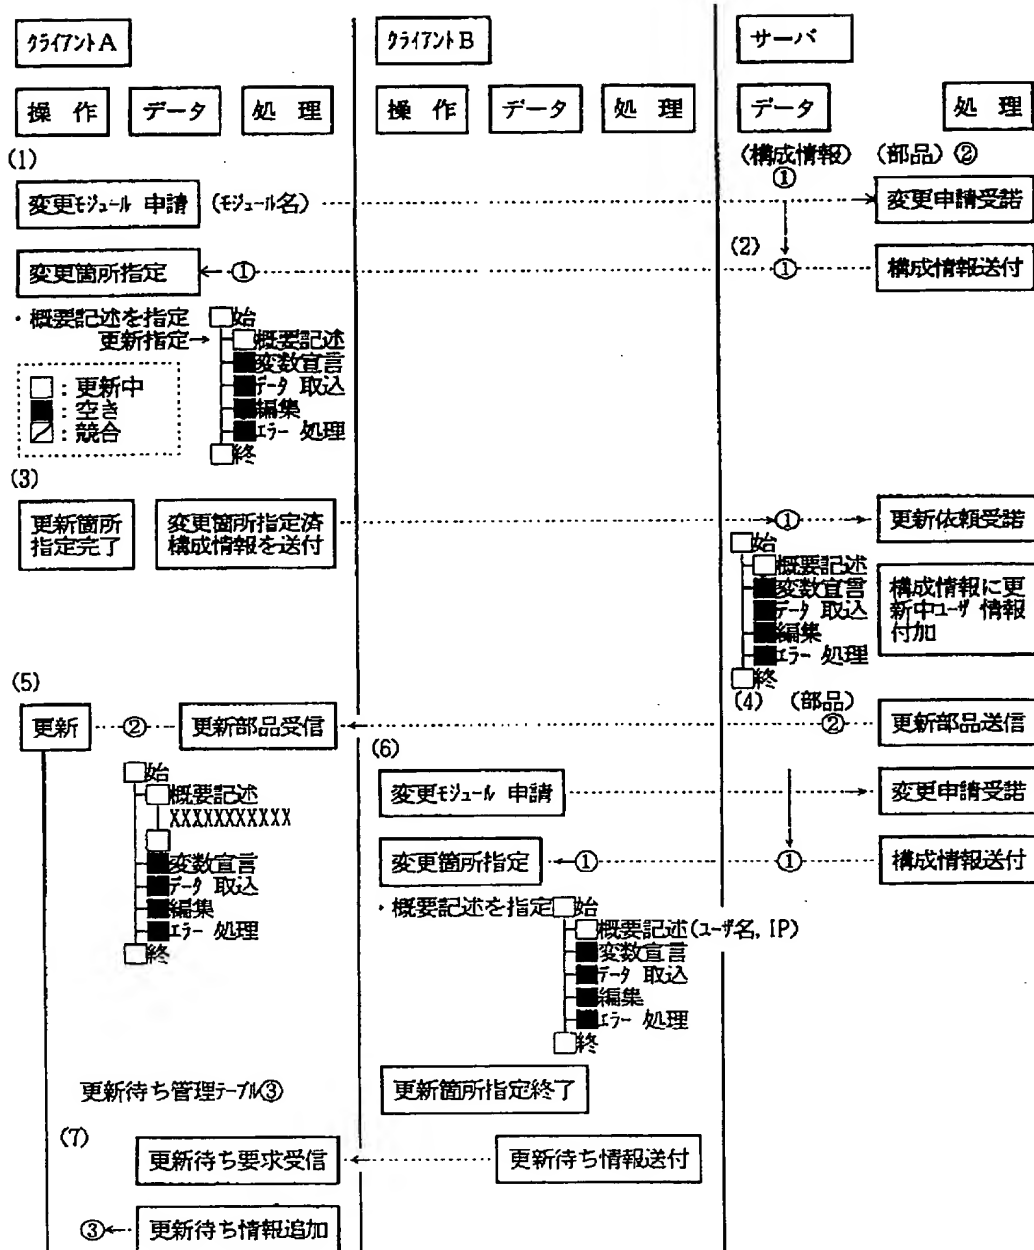 クライアントA
クライアントB
サーバ
操 作
データ
処 理
操 作
データ
処 理
データ
処 理
(1)
(構成情報)
(部品)②
①
変更モジュール 申請
(モジュール名)
変更申請受諾
(2)
変更箇所指定
①
①
構成情報送付
・概要記述を指定
更新指定→
始
概要記述
変数宣言
データ 取込
編集
エラー 処理
終
□:更新中
■:空き
:競合
(3)
更新箇所
指定完了
変更箇所指定済
構成情報を送付
①
更新依頼受諾
始
概要記述
変数宣言
データ 取込
編集
エラー 処理
終
構成情報に更
新中ユーザ 情報
付加
(4)
(部品)
(5)
更新
②
更新部品受信
②
更新部品送信
始
概要記述
XXXXXXXXXXX
変数宣言
データ 取込
編集
エラー 処理
終
(6)
変更モジュール 申請
変更申請受諾
変更箇所指定
①
①
構成情報送付
・概要記述を指定
始
概要記述(ユーザ名,IP)
変数宣言
データ 取込
編集
エラー 処理
終
更新待ち管理テーブル③
更新箇所指定終了
(7)
更新待ち要求受信
更新待ち情報送付
③
更新待ち情報追加